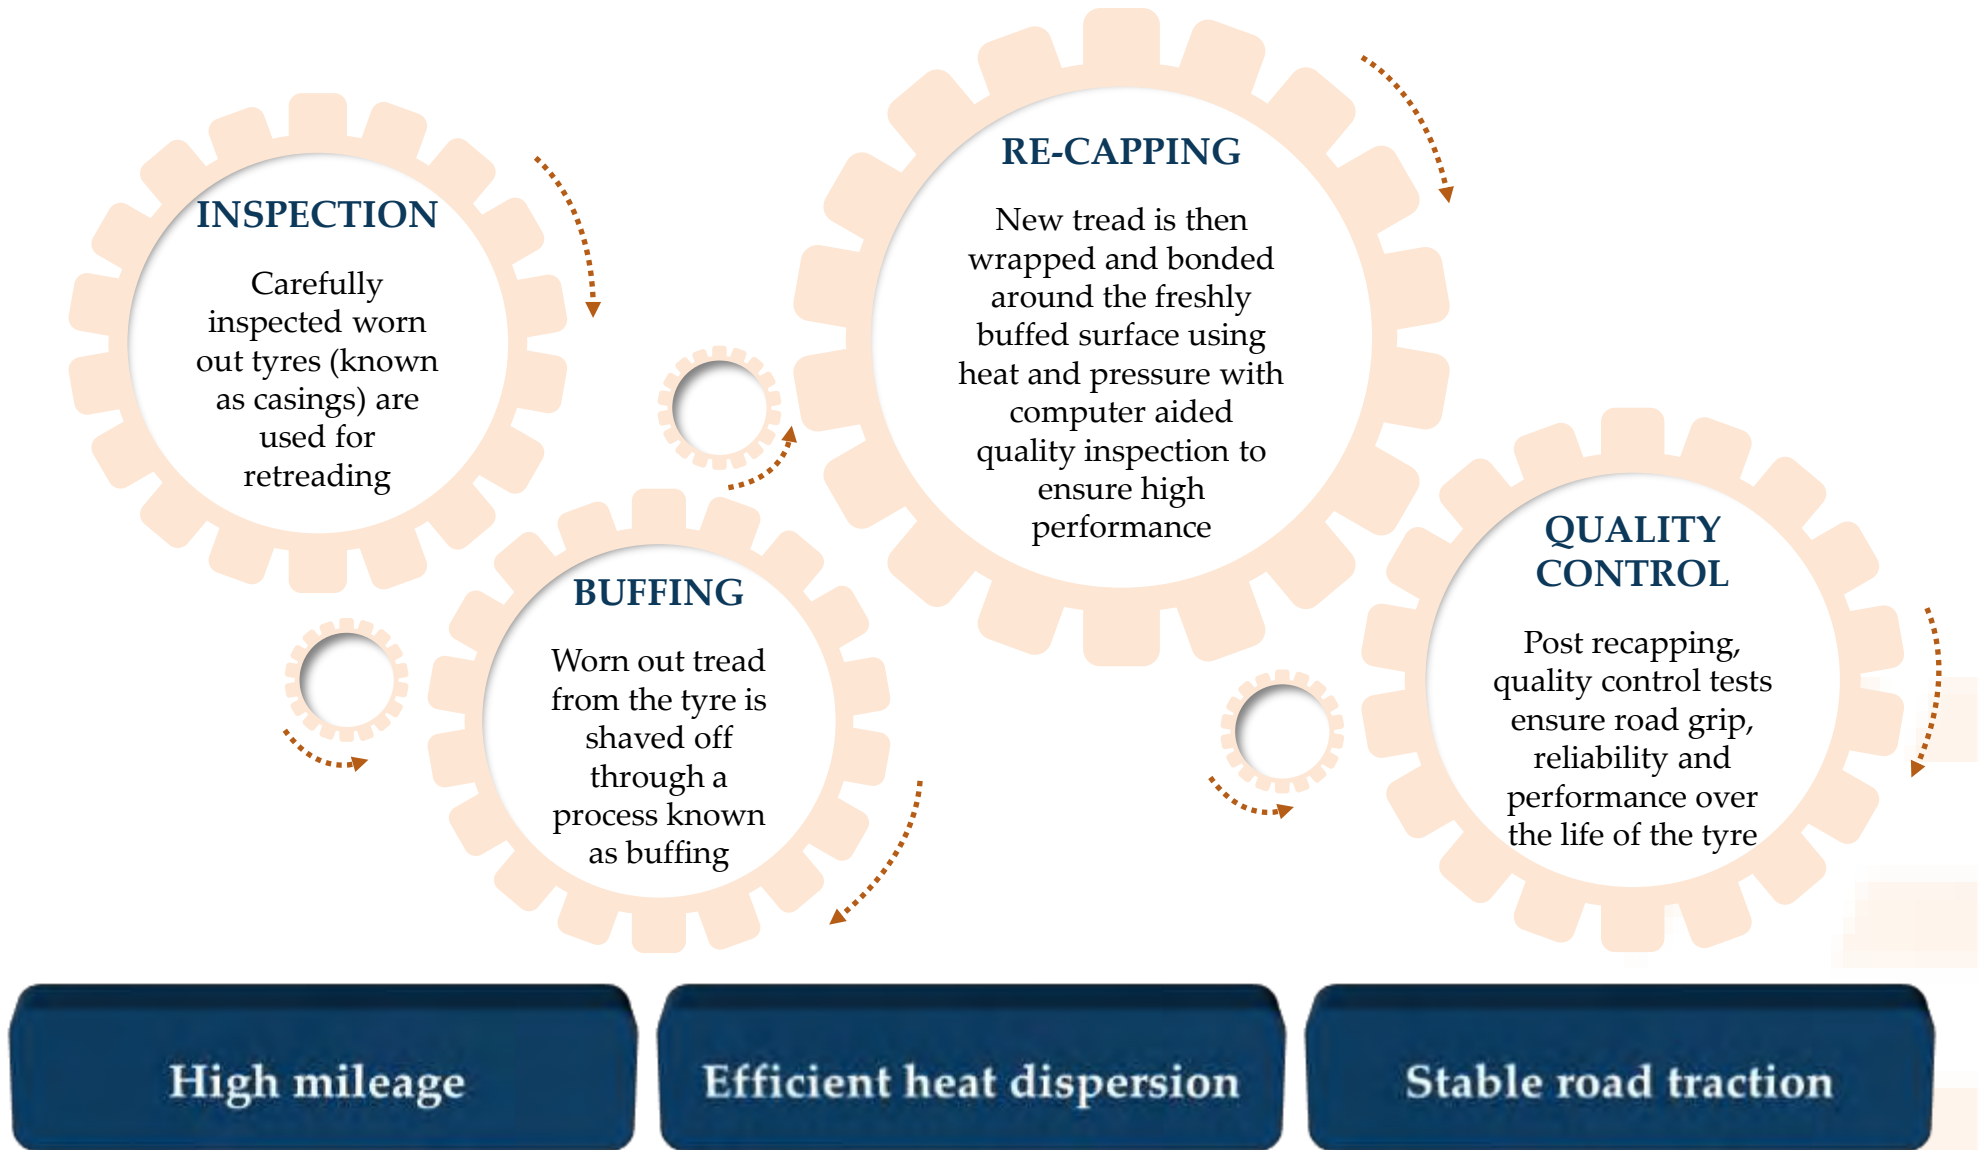 INSPECTION
Carefully
inspected worn
out tyres (known
as casings) are
used for
retreading
BUFFING
Worn out tread
from the tyre is
shaved off
through a
process known
as buffing
RE-CAPPING
New tread is then
wrapped and bonded
around the freshly
buffed surface using
heat and pressure with
computer aided
quality inspection to
ensure high
performance
QUALITY
CONTROL
Post recapping,
quality control tests
ensure road grip,
reliability and
performance over
the life of the tyre
High mileage
Efficient heat dispersion
Stable road traction